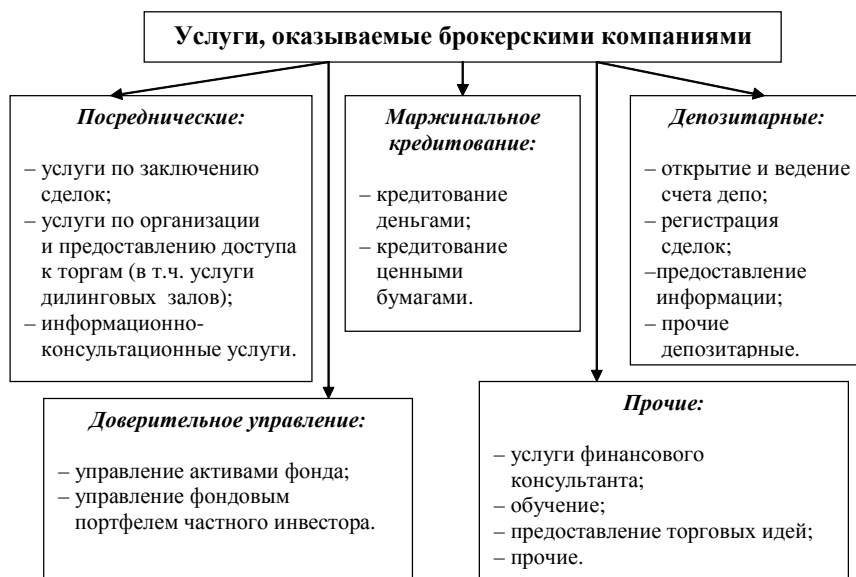 Услуги, оказываемые брокерскими компаниями
Посреднические:
– услуги по заключению
сделок;
– услуги по организации
и предоставлению доступа
к торгам (в т.ч. услуги
дилинговых залов);
– информационно-
консультационные услуги.
Маржинальное
кредитование:
– кредитование
деньгами;
– кредитование
ценными
бумагами.
Депозитарные:
– открытие и ведение
счета депо;
– регистрация
сделок;
–предоставление
информации;
– прочие
депозитарные.
Доверительное управление:
– управление активами фонда;
– управление фондовым
портфелем частного инвестора.
Прочие:
– услуги финансового
консультанта;
– обучение;
– предоставление торговых идей;
– прочие.